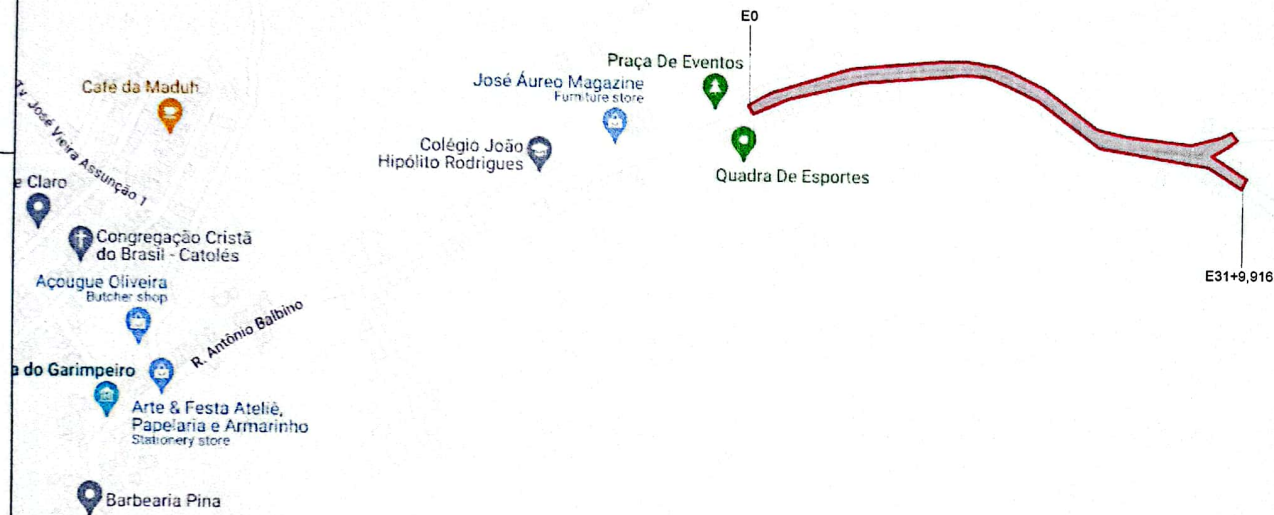 E0
Praça De Eventos
José Áureo Magazine
Furniture store
Café da Maduh
Tv. José Vieira Assunção 1
Colégio João
Hipólito Rodrigues
Quadra De Esportes
e Claro
Congregação Cristã
do Brasil - Catolés
E31+9,916
Açougue Oliveira
Butcher shop
R. Antônio Balbino
a do Garimpeiro
Arte & Festa Ateliê,
Papelaria e Armarinho
Stationery store
Barbearia Pina